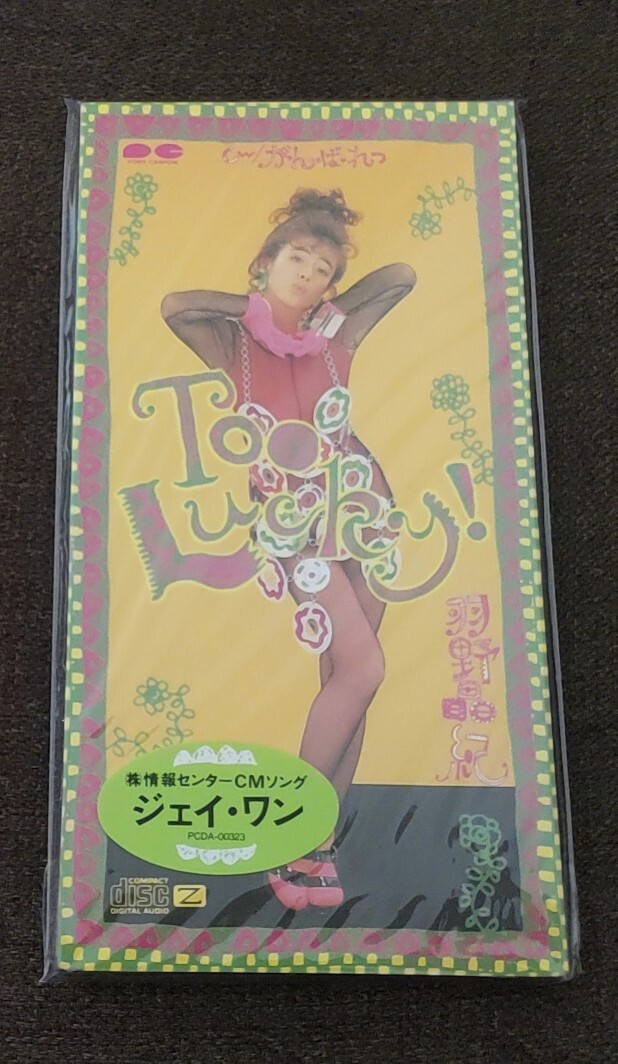 PONY CANYON
c/w が・ん・ば・れっ
Too
Lucky!
羽野晶紀
㈱情報センターCMソング
ジェイ・ワン
PCDA-00323
COMPACT
disc
DIGITAL AUDIO
Z